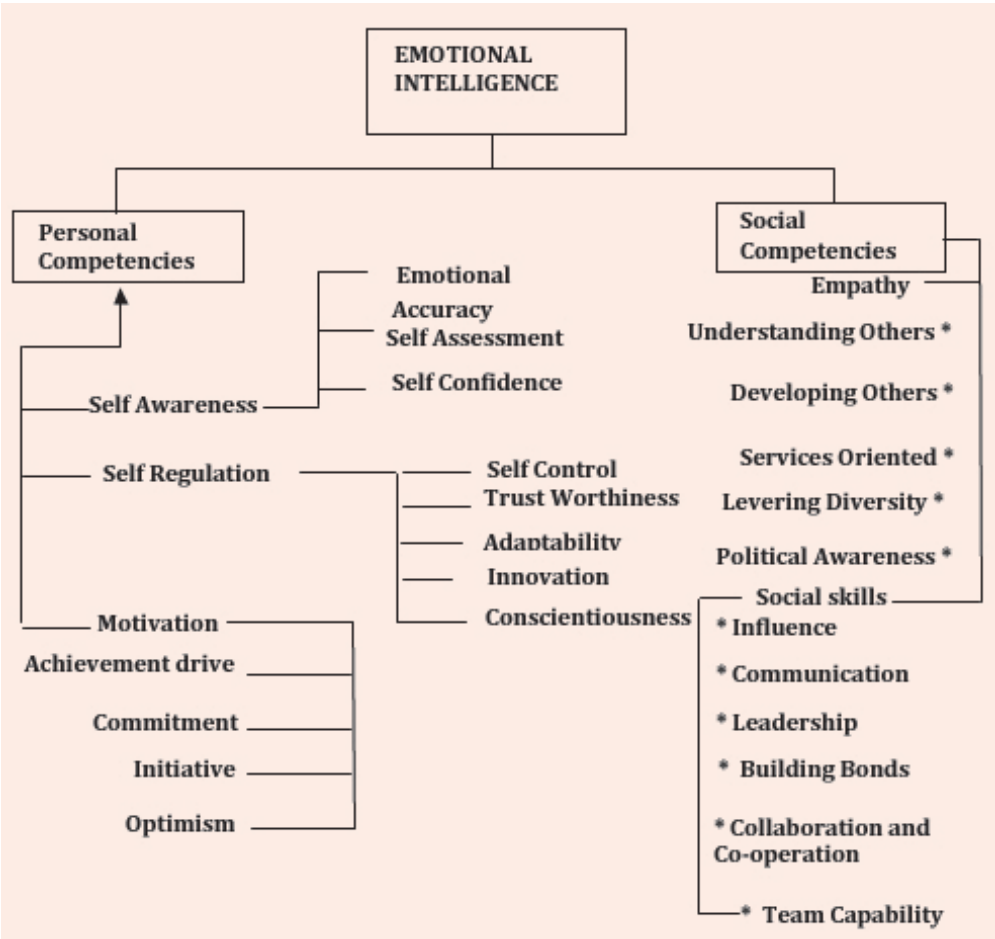 EMOTIONAL
INTELLIGENCE
Personal
Competencies
Emotional
Accuracy
Self Assessment
Self Confidence
Self Awareness
Self Regulation
Self Control
Trust Worthiness
Adaptability
Innovation
Conscientiousness
Motivation
Achievement drive
Commitment
Initiative
Optimism
Social
Competencies
Empathy
Understanding Others *
Developing Others *
Services Oriented *
Levering Diversity *
Political Awareness *
Social skills
* Influence
* Communication
* Leadership
* Building Bonds
* Collaboration and
Co-operation
* Team Capability